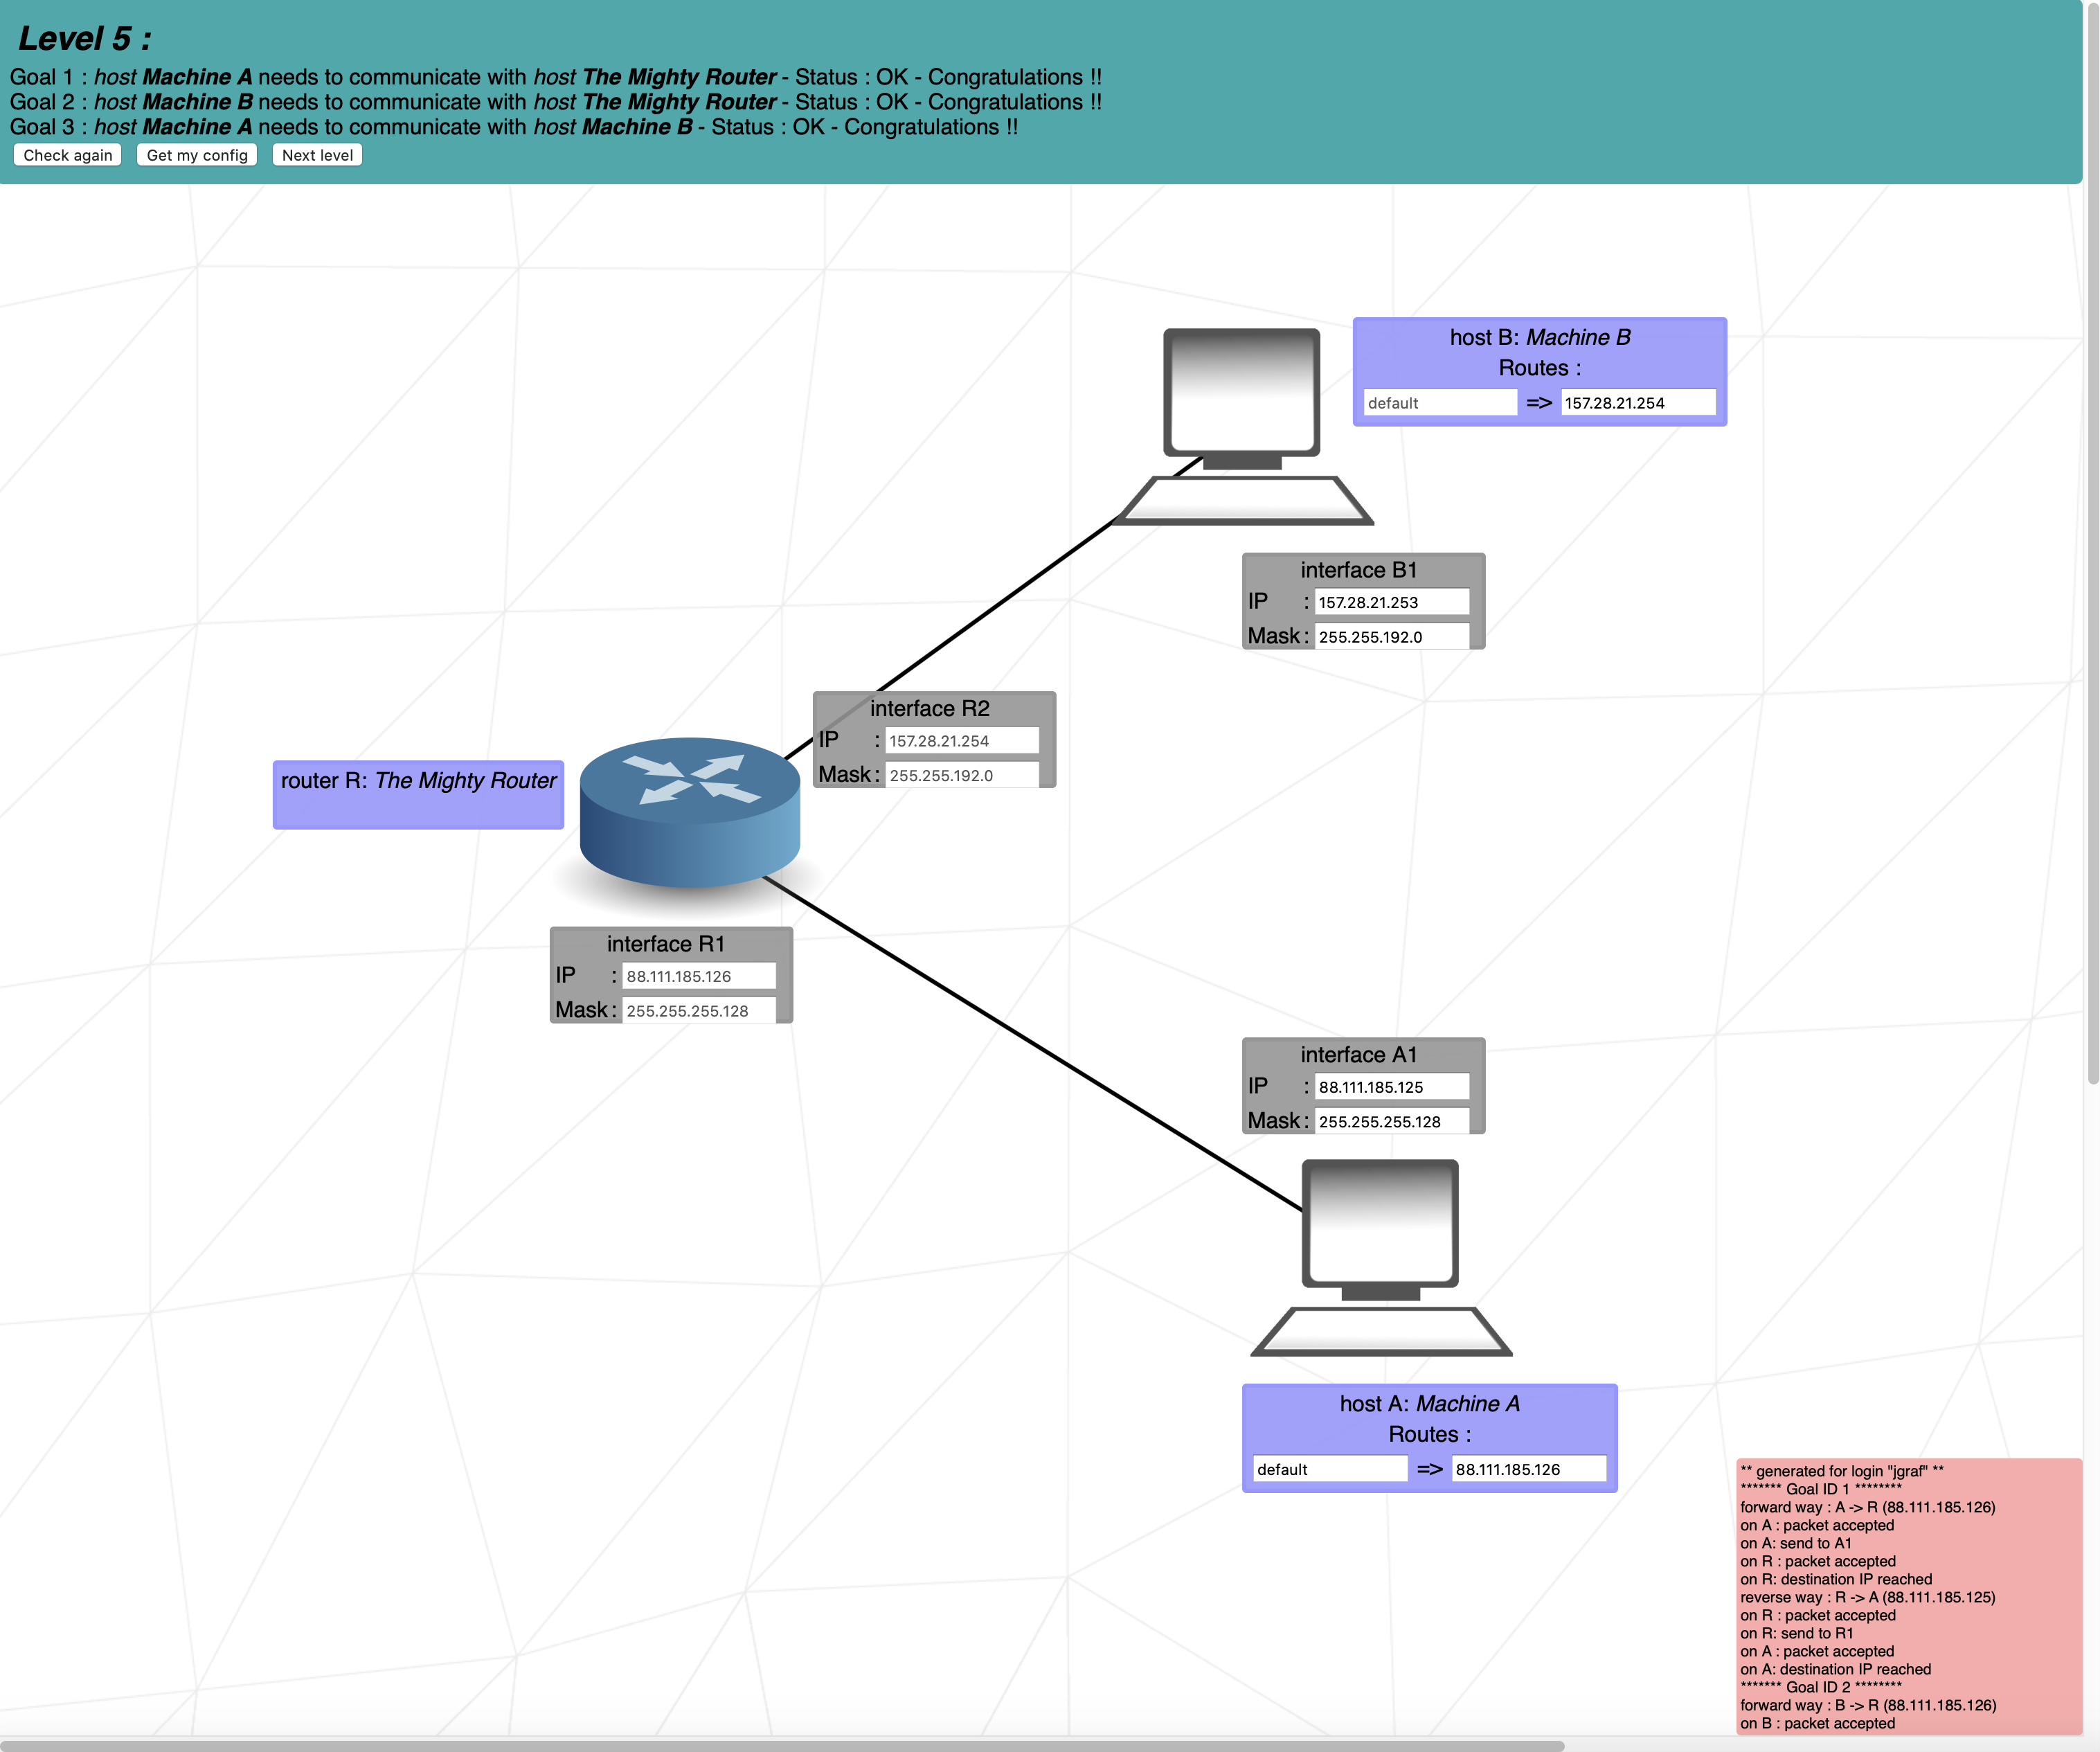 Level 5 :
Goal 1 : host Machine A needs to communicate with host The Mighty Router - Status : OK - Congratulations !!
Goal 2 : host Machine B needs to communicate with host The Mighty Router - Status : OK - Congratulations !!
Goal 3 : host Machine A needs to communicate with host Machine B - Status : OK - Congratulations !!
Check again Get my config Next level
host B: Machine B
Routes :
default => 157.28.21.254
interface B1
IP : 157.28.21.253
Mask : 255.255.192.0
interface R2
IP : 157.28.21.254
Mask : 255.255.192.0
router R: The Mighty Router
interface R1
IP : 88.111.185.126
Mask : 255.255.255.128
interface A1
IP : 88.111.185.125
Mask : 255.255.255.128
host A: Machine A
Routes :
default => 88.111.185.126
** generated for login "jgraf" **
******* Goal ID 1 ********
forward way : A -> R (88.111.185.126)
on A : packet accepted
on A: send to A1
on R : packet accepted
on R: destination IP reached
reverse way : R -> A (88.111.185.125)
on R : packet accepted
on R: send to R1
on A : packet accepted
on A: destination IP reached
******* Goal ID 2 ********
forward way : B -> R (88.111.185.126)
on B : packet accepted